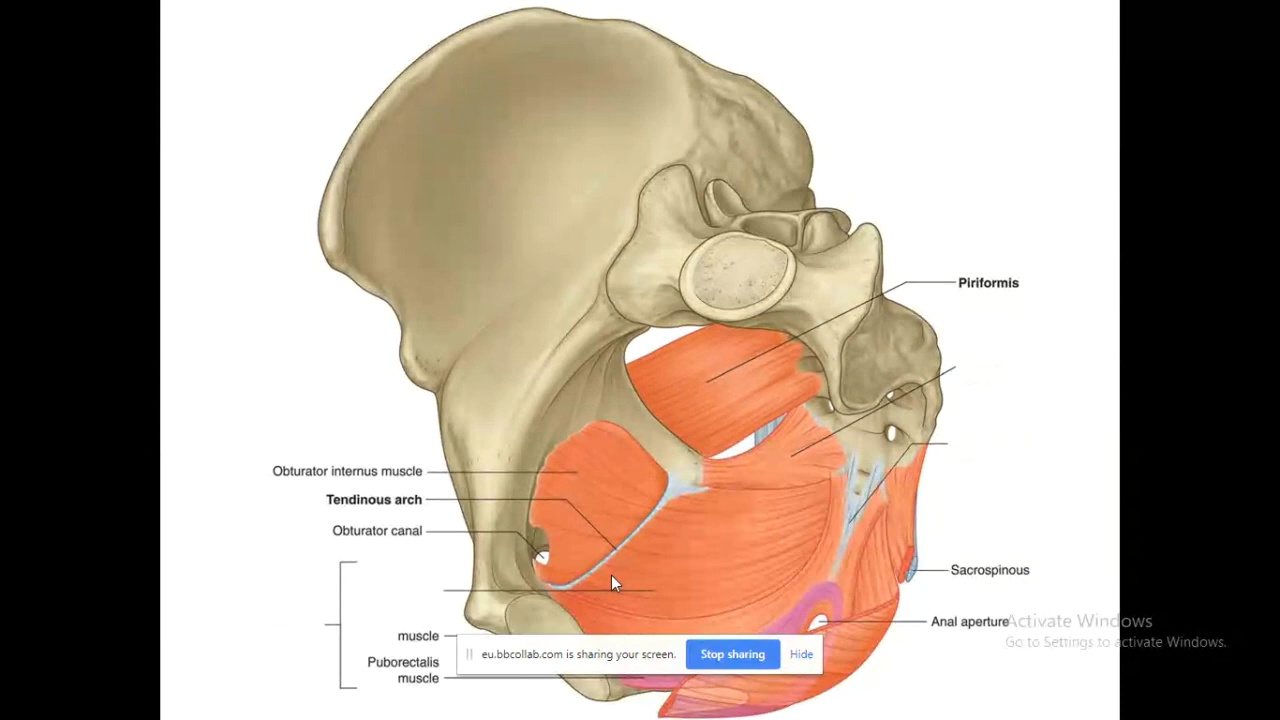 Piriformis
Obturator internus muscle
Tendinous arch
Obturator canal
Sacrospinous
Anal aperture
Activate Windows
Go to Settings to activate Windows.
muscle
Puborectalis
muscle
eu.bbcollab.com is sharing your screen.
Stop sharing
Hide